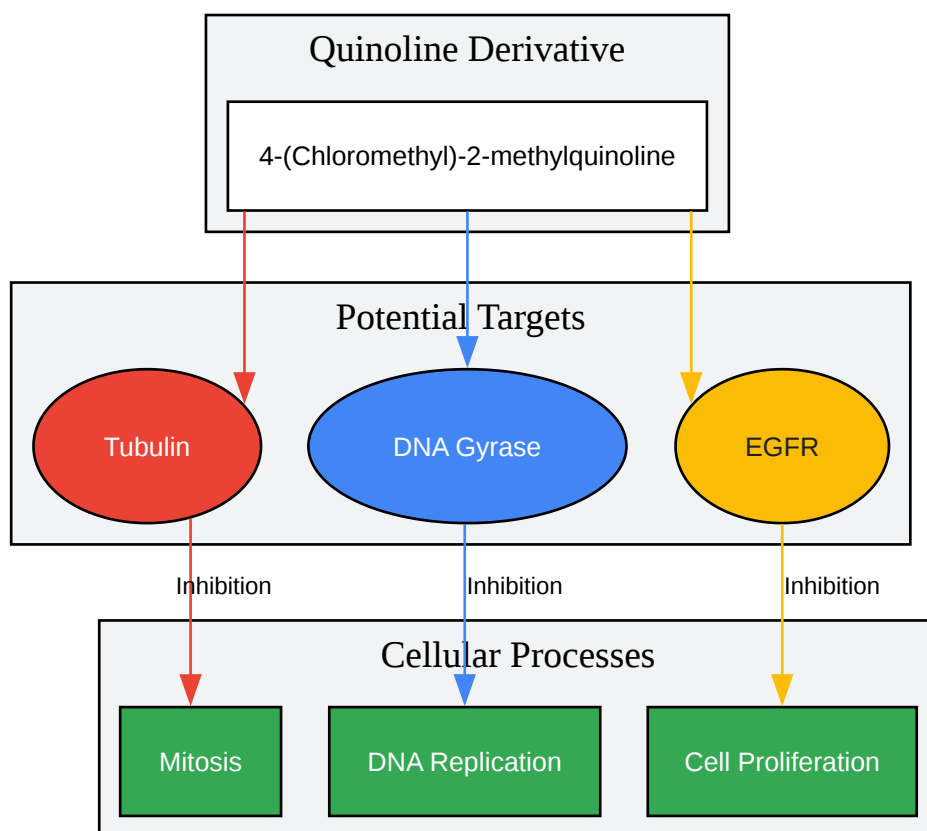 Quinoline Derivative
4-(Chloromethyl)-2-methylquinoline
Potential Targets
Tubulin
DNA Gyrase
EGFR
Inhibition
Inhibition
Inhibition
Cellular Processes
Mitosis
DNA Replication
Cell Proliferation